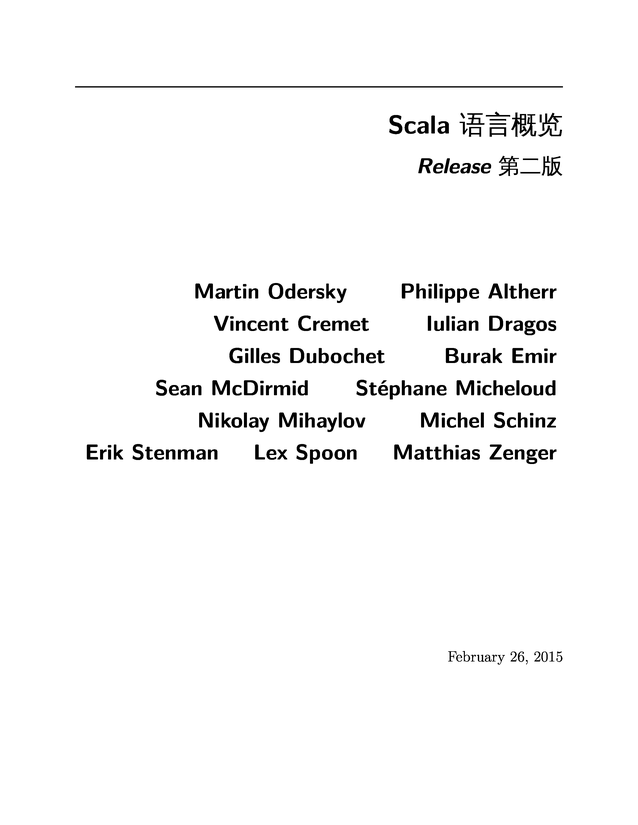 Scala 语言概览
Release 第二版
Martin Odersky Philippe Altherr
Vincent Cremet Iulian Dragos
Gilles Dubochet Burak Emir
Sean McDirmid Stéphane Micheloud
Nikolay Mihaylov Michel Schinz
Erik Stenman Lex Spoon Matthias Zenger
February 26, 2015